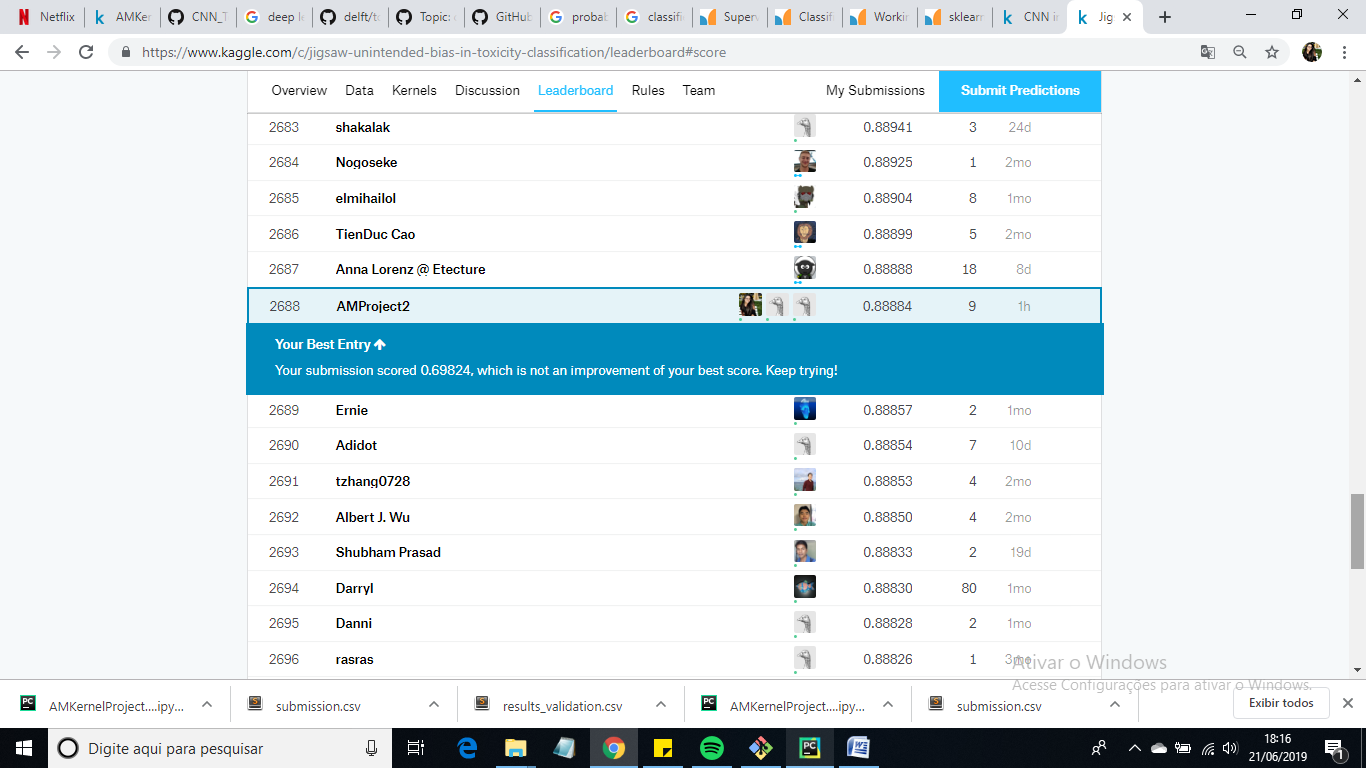 Netflix AMKer CNN_T deep le delft/to Topic: GitHub probab classifi Superv Classifi Workin sklearn CNN in Jig
https://www.kaggle.com/c/jigsaw-unintended-bias-in-toxicity-classification/leaderboard#score
Overview Data Kernels Discussion Leaderboard Rules Team My Submissions Submit Predictions
2683 shakalak 0.88941 3 24d
2684 Nogoseke 0.88925 1 2mo
2685 elmihailol 0.88904 8 1mo
2686 TienDuc Cao 0.88899 5 2mo
2687 Anna Lorenz @ Etecture 0.88888 18 8d
2688 AMProject2 0.88884 9 1h
Your Best Entry ↑
Your submission scored 0.69824, which is not an improvement of your best score. Keep trying!
2689 Ernie 0.88857 2 1mo
2690 Adidot 0.88854 7 10d
2691 tzhang0728 0.88853 4 2mo
2692 Albert J. Wu 0.88850 4 2mo
2693 Shubham Prasad 0.88833 2 19d
2694 Darryl 0.88830 80 1mo
2695 Danni 0.88828 2 1mo
2696 rasras 0.88826 1 3mo
Ativar o Windows
Acesse Configurações para ativar o Windows.
AMKernelProject....ipy... submission.csv results_validation.csv AMKernelProject....ipy... submission.csv Exibir todos
Digite aqui para pesquisar
18:16
21/06/2019
1